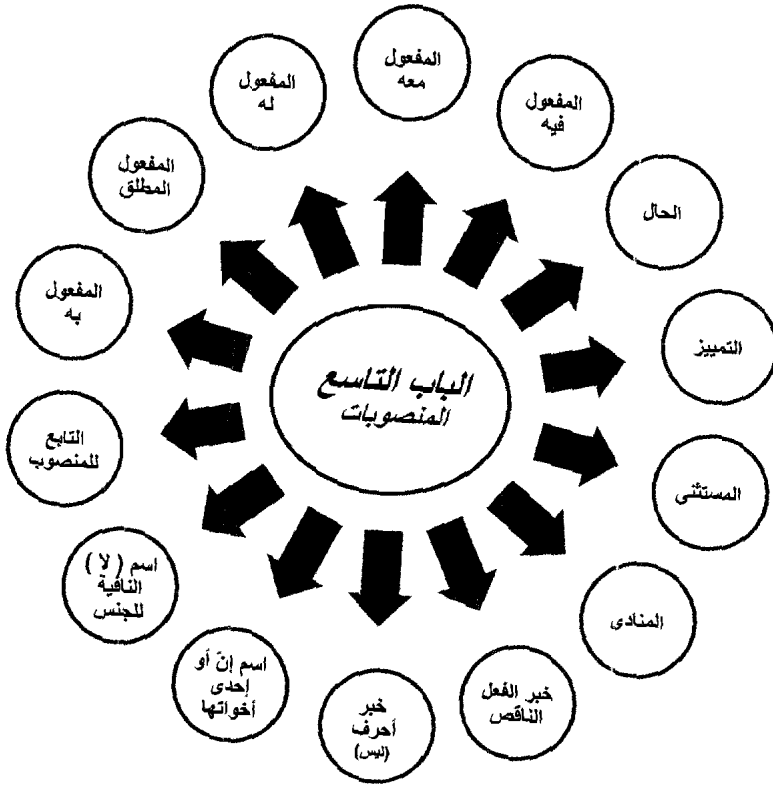 الباب التاسع
المنصوبات
المفعول
معه
المفعول
فيه
الحال
التمييز
المستثنى
المنادى
خبر الفعل
الناقص
خبر
أحرف
(ليس)
اسم إنّ أو
إحدى
أخواتها
اسم ( لا )
النافية
للجنس
التابع
للمنصوب
المفعول
به
المفعول
المطلق
المفعول
له